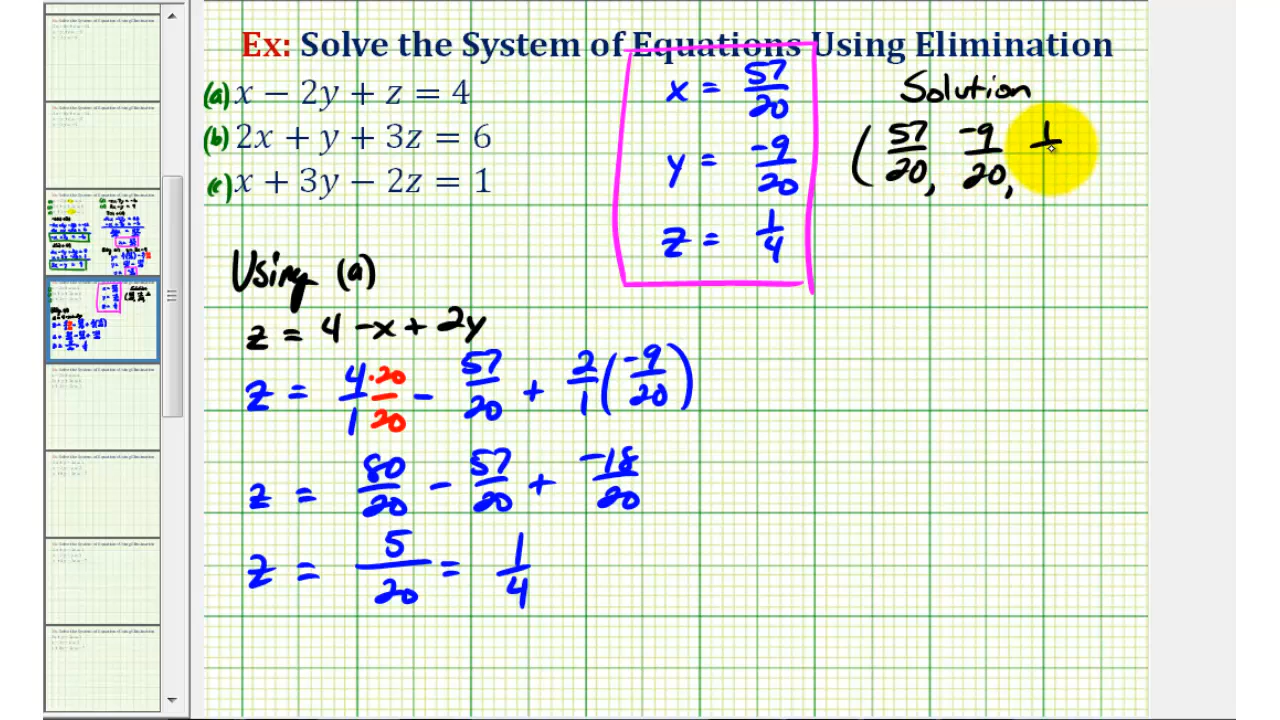 Ex: Solve the System of Equations Using Elimination
(a) x − 2y + z = 4
(b) 2x + y + 3z = 6
(c) x + 3y − 2z = 1
x = 57/20
y = -9/20
z = 1/4
Solution
( 57/20, -9/20, 1
Using (a)
z = 4 - x + 2y
z = 4/1 · 20/20 - 57/20 + 2/1 ( -9/20 )
z = 80/20 - 57/20 + -18/20
z = 5/20 = 1/4